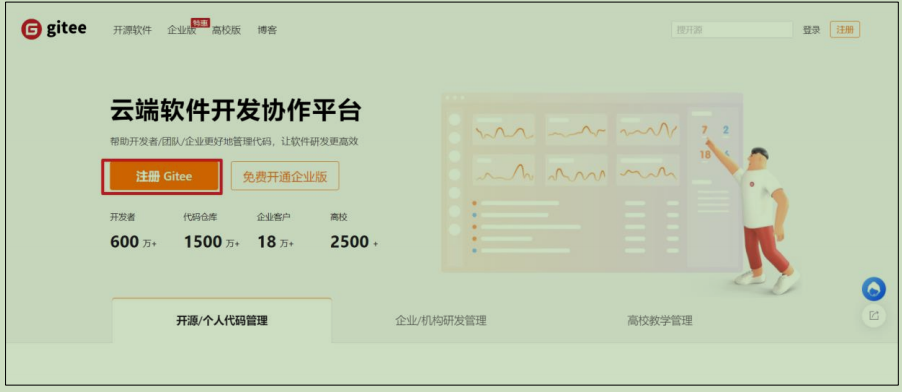 gitee 开源软件 企业版 特惠 高校版 博客 搜开源 登录 注册
云端软件开发协作平台
帮助开发者/团队/企业更好地管理代码，让软件研发更高效
注册 Gitee 免费开通企业版
开发者 代码仓库 企业客户 高校
600 万+ 1500 万+ 18 万+ 2500 +
7 2
18
开源/个人代码管理 企业/机构研发管理 高校教学管理